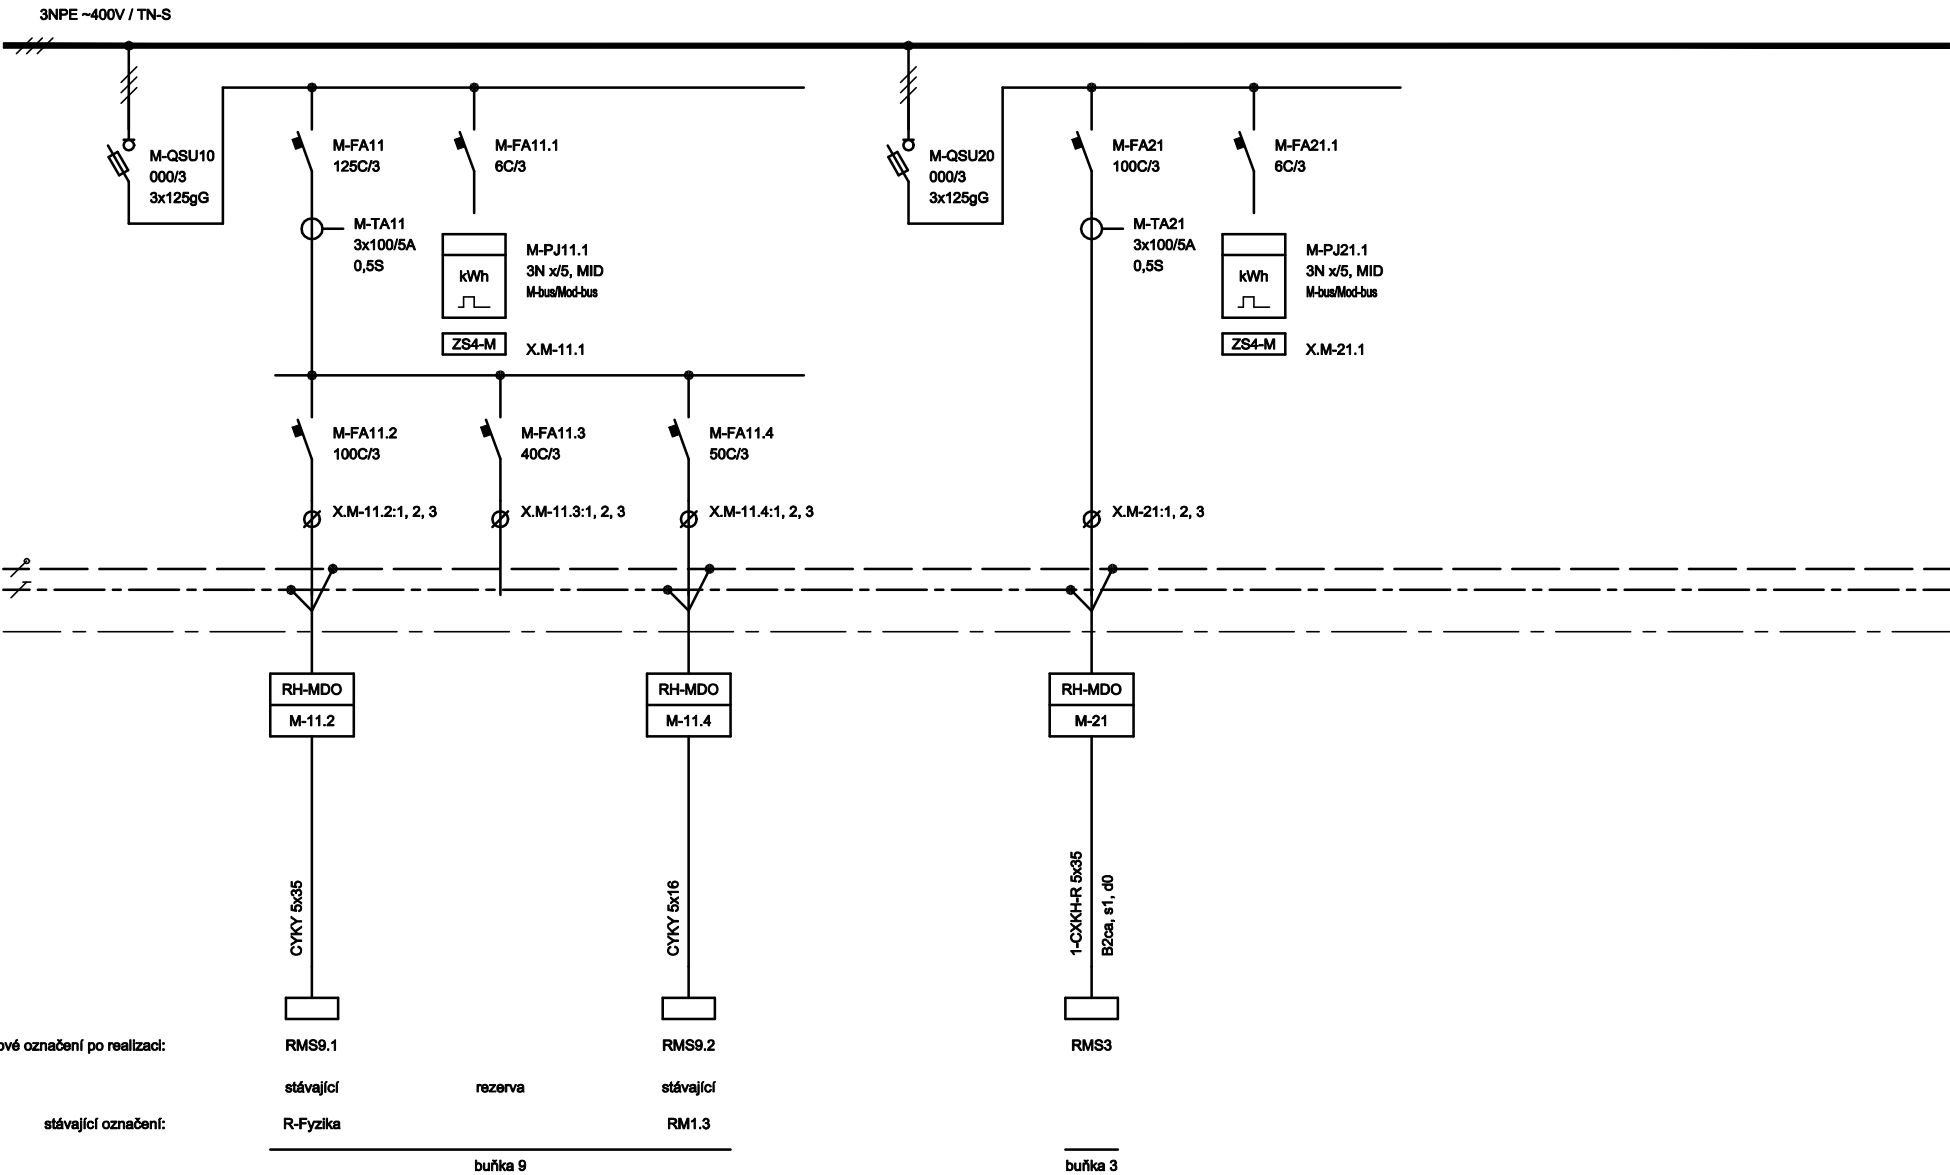 3NPE ~400V / TN-S
M-QSU10
000/3
3x125gG
M-FA11
125C/3
M-FA11.1
6C/3
M-TA11
3x100/5A
0,5S
M-PJ11.1
3N x/5, MID
M-bus/Mod-bus
kWh
ZS4-M
X.M-11.1
M-QSU20
000/3
3x125gG
M-FA21
100C/3
M-FA21.1
6C/3
M-TA21
3x100/5A
0,5S
M-PJ21.1
3N x/5, MID
M-bus/Mod-bus
kWh
ZS4-M
X.M-21.1
M-FA11.2
100C/3
M-FA11.3
40C/3
M-FA11.4
50C/3
X.M-11.2:1, 2, 3
X.M-11.3:1, 2, 3
X.M-11.4:1, 2, 3
X.M-21:1, 2, 3
RH-MDO
M-11.2
RH-MDO
M-11.4
RH-MDO
M-21
CYKY 5x35
CYKY 5x16
1-CXKH-R 5x35
B2ca, s1, d0
ové označení po realizaci:
RMS9.1
RMS9.2
RMS3
stávající
rezerva
stávající
stávající označení:
R-Fyzika
RM1.3
buňka 9
buňka 3